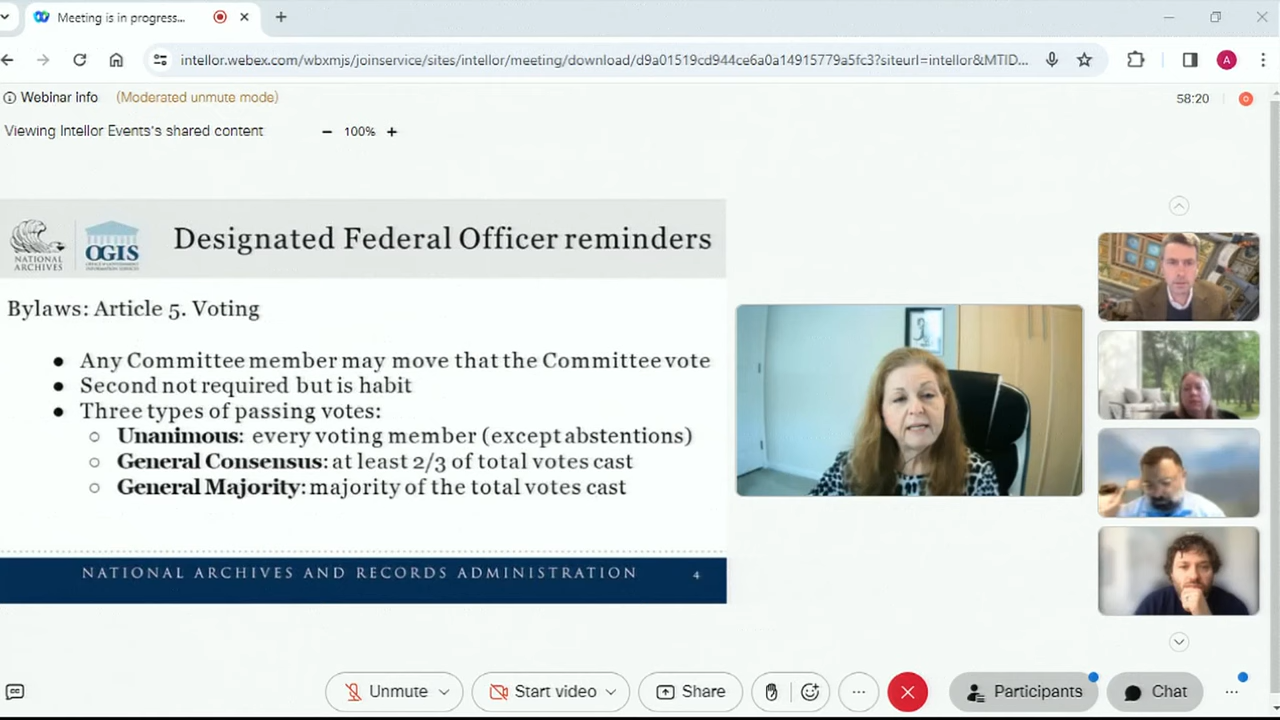 Meeting is in progress...
intellor.webex.com/wbxmjs/joinservice/sites/intellor/meeting/download/d9a01519cd944ce6a0a14915779a5fc3?siteurl=intellor&MTID...
A
Webinar Info (Moderated unmute mode)
58:20
Viewing Intellor Events's shared content
100%
NATIONAL
ARCHIVES
OGIS
Designated Federal Officer reminders
Bylaws: Article 5. Voting
● Any Committee member may move that the Committee vote
● Second not required but is habit
● Three types of passing votes:
○ Unanimous: every voting member (except abstentions)
○ General Consensus: at least 2/3 of total votes cast
○ General Majority: majority of the total votes cast
NATIONAL ARCHIVES AND RECORDS ADMINISTRATION 4
Unmute
Start video
Share
Participants
Chat